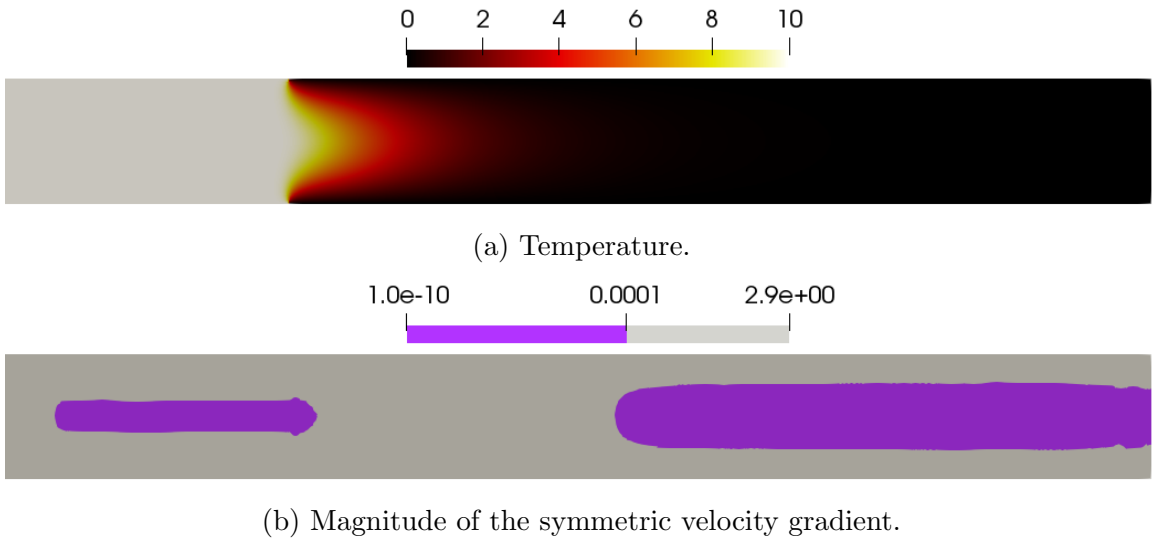 0 2 4 6 8 10
(a) Temperature.
1.0e-10 0.0001 2.9e+00
(b) Magnitude of the symmetric velocity gradient.